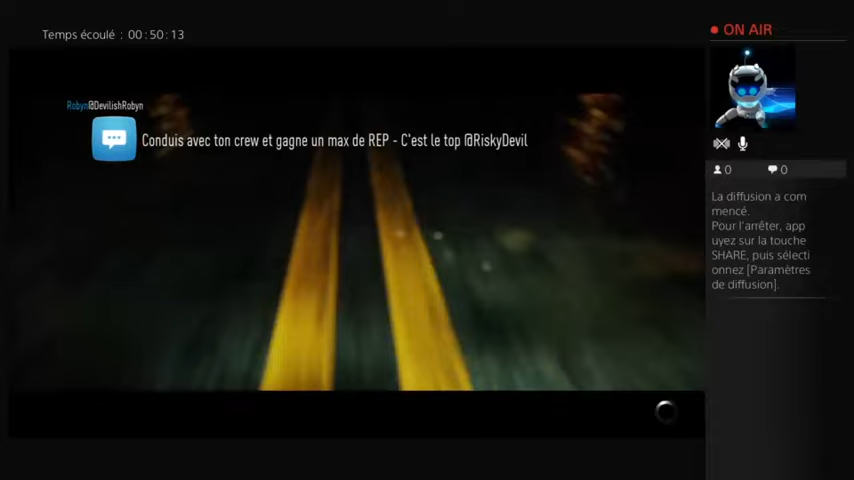 Temps écoulé : 00:50:13
ON AIR
Robyn@DevilishRobyn
Conduis avec ton crew et gagne un max de REP - C'est le top @RiskyDevil
0 0
La diffusion a com
mencé.
Pour l'arrêter, app
uyez sur la touche
SHARE, puis sélecti
onnez [Paramètres
de diffusion].